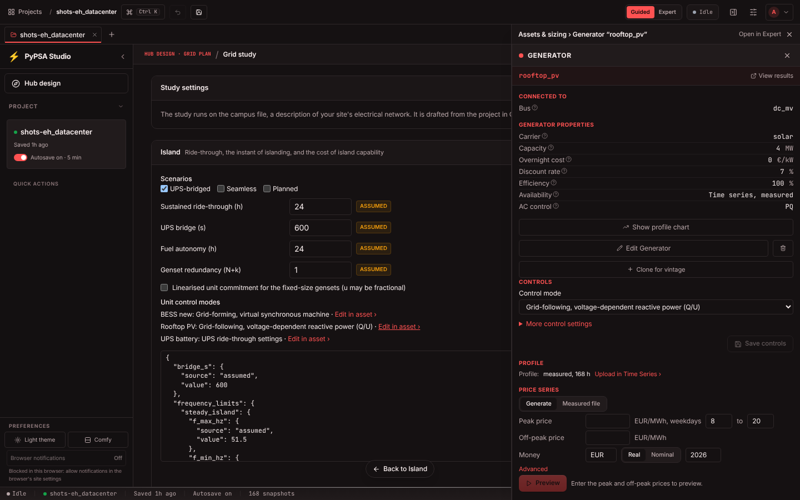 Projects / shots-eh_datacenter
Ctrl K
Guided Expert
Idle
A
shots-eh_datacenter
PyPSA Studio
Hub design
PROJECT
shots-eh_datacenter
Saved 1h ago
Autosave on · 5 min
QUICK ACTIONS
PREFERENCES
Light theme
Comfy
Browser notifications Off
Blocked in this browser: allow notifications in the
browser's site settings
HUB DESIGN · GRID PLAN / Grid study
Study settings
The study runs on the campus file, a description of your site's electrical network. It is drafted from the project in
Island Ride-through, the instant of islanding, and the cost of island capability
Scenarios
UPS-bridged Seamless Planned
Sustained ride-through (h) 24 ASSUMED
UPS bridge (s) 600 ASSUMED
Fuel autonomy (h) 24 ASSUMED
Genset redundancy (N+k) 1 ASSUMED
Linearised unit commitment for the fixed-size gensets (u may be fractional)
Unit control modes
BESS new: Grid-forming, virtual synchronous machine · Edit in asset ›
Rooftop PV: Grid-following, voltage-dependent reactive power (Q/U) · Edit in asset ›
UPS battery: UPS ride-through settings · Edit in asset ›
{
"bridge_s": {
"source": "assumed",
"value": 600
},
"frequency_limits": {
"steady_island": {
"f_max_hz": {
"source": "assumed",
"value": 51.5
},
"f_min_hz": {
Back to Island
Assets & sizing › Generator “rooftop_pv”
Open in Expert
GENERATOR
rooftop_pv
View results
CONNECTED TO
Bus dc_mv
GENERATOR PROPERTIES
Carrier solar
Capacity 4 MW
Overnight cost 0 €/kW
Discount rate 7 %
Efficiency 100 %
Availability Time series, measured
AC control PQ
Show profile chart
Edit Generator
+ Clone for vintage
CONTROLS
Control mode
Grid-following, voltage-dependent reactive power (Q/U)
More control settings
Save controls
PROFILE
Profile: measured, 168 h Upload in Time Series ›
PRICE SERIES
Generate Measured file
Peak price EUR/MWh, weekdays 8 to 20
Off-peak price EUR/MWh
Money EUR Real Nominal 2026
Advanced
Preview Enter the peak and off-peak prices to preview.
Idle shots-eh_datacenter Saved 1h ago Autosave on 168 snapshots